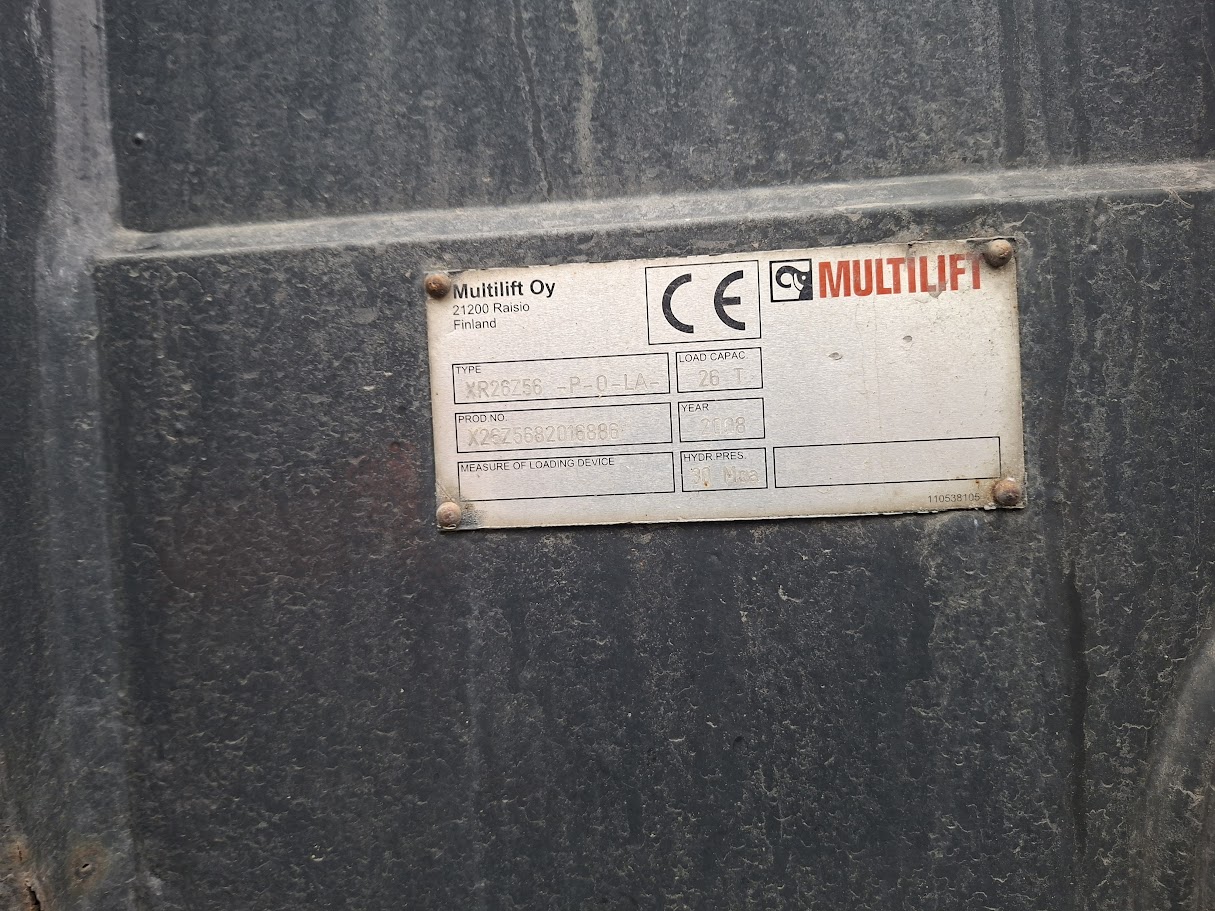 Multilift Oy
21200 Raisio
Finland
CE
MULTILIFT
TYPE
XR26Z56 -P-O-LA-
LOAD CAPAC.
26 T
PROD.NO.
X26Z5682016886
YEAR
2008
MEASURE OF LOADING DEVICE
HYDR.PRES.
30 Mpa
110538105